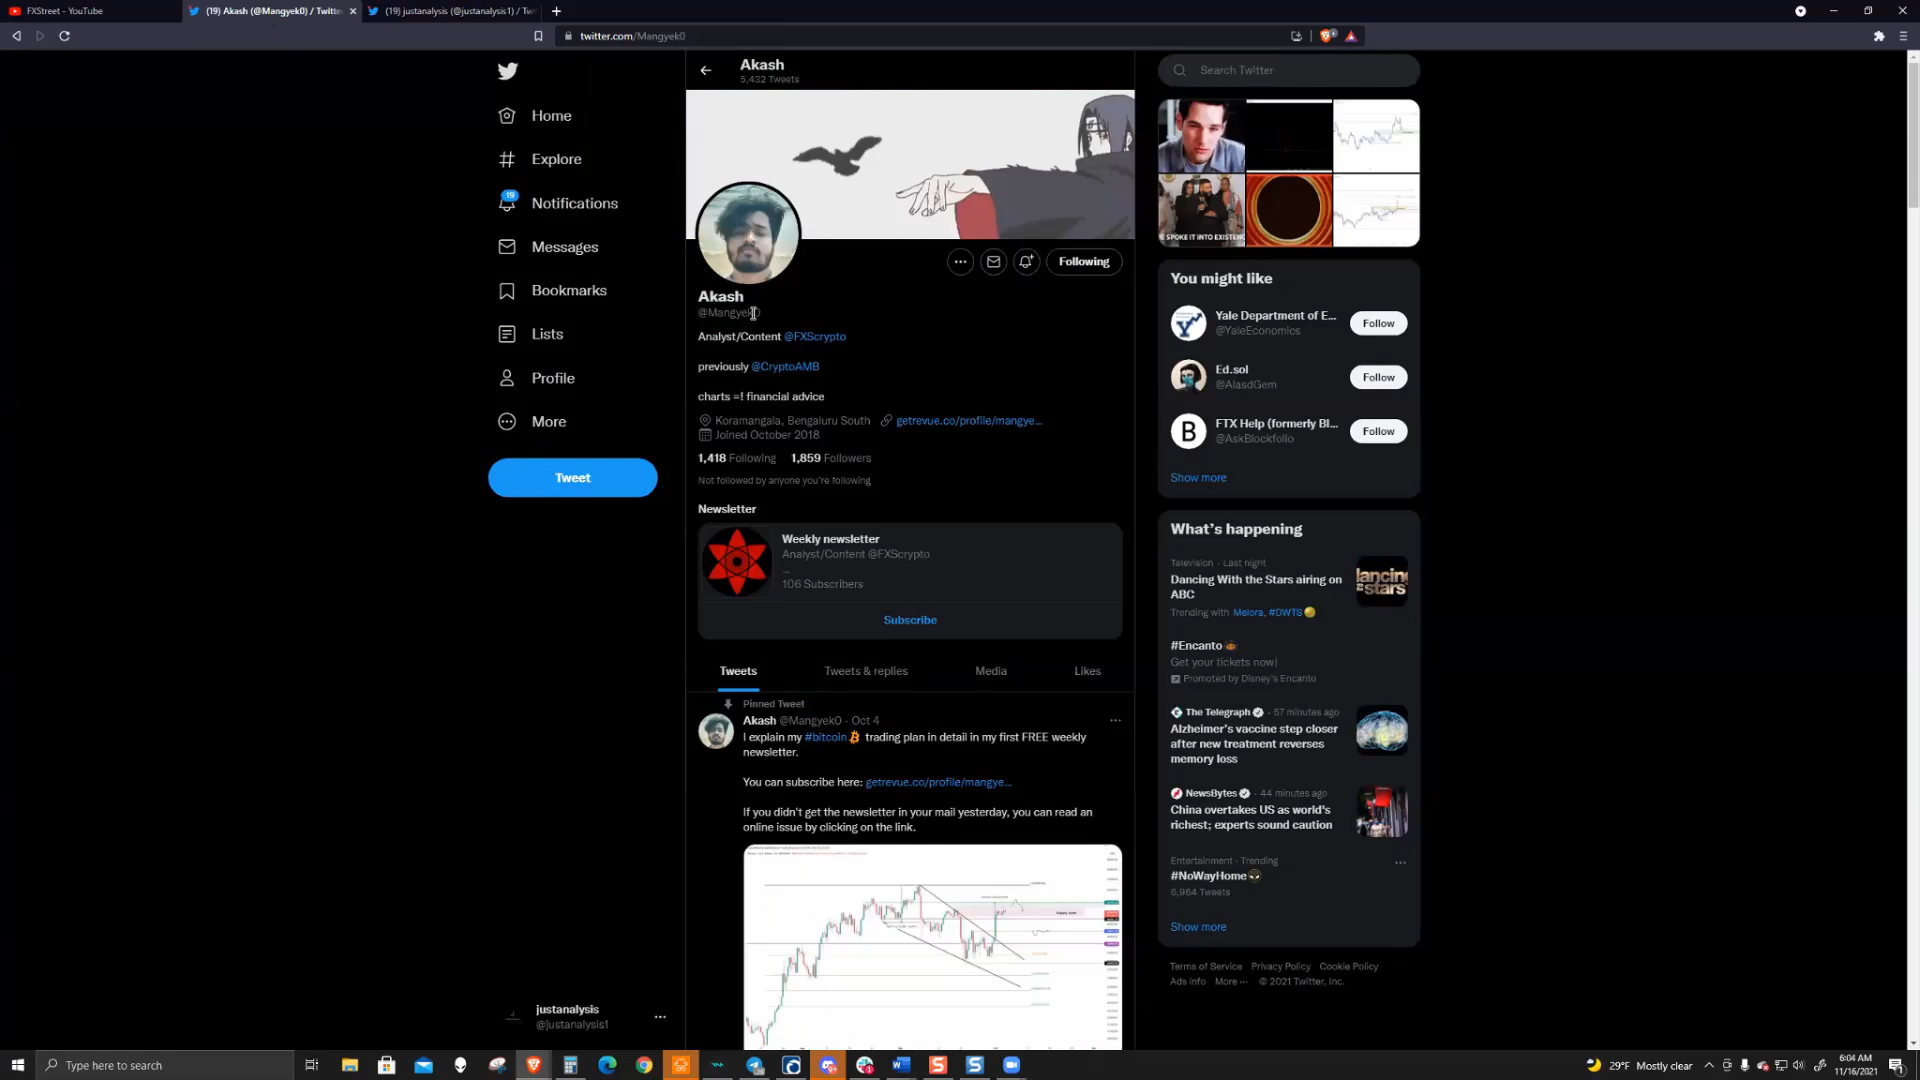 FXStreet - YouTube
(19) Akash (@Mangyek0) / Twitte
(19) justanalysis (@justanalysis1) / Tw
twitter.com/Mangyek0
Home
Explore
19
Notifications
Messages
Bookmarks
Lists
Profile
More
Tweet
justanalysis
@justanalysis1
Akash
5,432 Tweets
Following
Akash
@Mangyek0
Analyst/Content @FXScrypto
previously @CryptoAMB
charts =! financial advice
Koramangala, Bengaluru South getrevue.co/profile/mangye...
Joined October 2018
1,418 Following 1,859 Followers
Not followed by anyone you're following
Newsletter
Weekly newsletter
Analyst/Content @FXScrypto
...
106 Subscribers
Subscribe
Tweets
Tweets & replies
Media
Likes
Pinned Tweet
Akash @Mangyek0 · Oct 4
I explain my #bitcoin trading plan in detail in my first FREE weekly
newsletter.
You can subscribe here: getrevue.co/profile/mangye...
If you didn't get the newsletter in your mail yesterday, you can read an
online issue by clicking on the link.
Search Twitter
E SPOKE IT INTO EXISTENC
You might like
Yale Department of E...
@YaleEconomics
Follow
Ed.sol
@AlasdGem
Follow
B
FTX Help (formerly Bl...
@AskBlockfolio
Follow
Show more
What's happening
Television · Last night
Dancing With the Stars airing on
ABC
Trending with Melora, #DWTS
#Encanto
Get your tickets now!
Promoted by Disney's Encanto
The Telegraph · 57 minutes ago
Alzheimer's vaccine step closer
after new treatment reverses
memory loss
NewsBytes · 44 minutes ago
China overtakes US as world's
richest; experts sound caution
Entertainment · Trending
#NoWayHome
6,964 Tweets
Show more
Terms of Service Privacy Policy Cookie Policy
Ads info More ··· © 2021 Twitter, Inc.
Type here to search
29°F Mostly clear
6:04 AM
11/16/2021